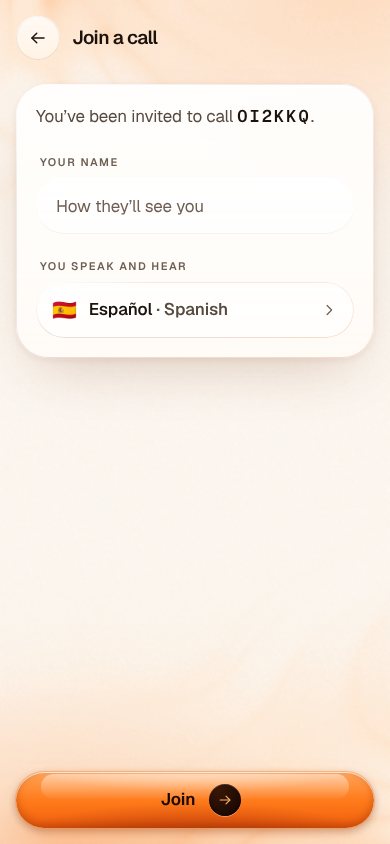 Join a call
You’ve been invited to call OI2KKQ.
YOUR NAME
How they’ll see you
YOU SPEAK AND HEAR
Español · Spanish
Join